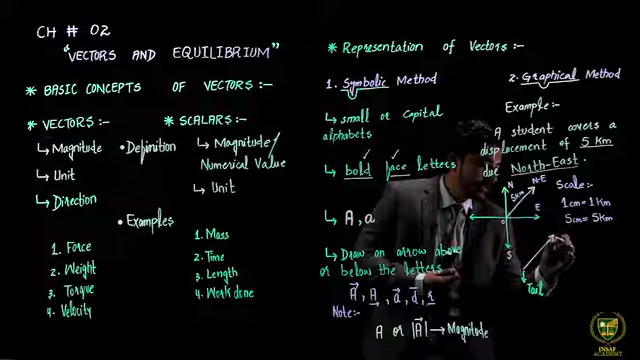 CH # 02
"VECTORS AND EQUILIBRIUM"
* BASIC CONCEPTS OF VECTORS:-
* VECTORS:-
↳ Magnitude
↳ Unit
↳ Direction
• Definition
* SCALARS:-
↳ Magnitude/
Numerical Value
↳ Unit
• Examples
1. Force
2. Weight
3. Torque
4. Velocity
1. Mass
2. Time
3. Length
4. Work done
* Representation of Vectors:-
1. Symbolic Method
↳ small or capital
alphabets
↳ bold face letters
↳ A, a
↳ Draw an arrow above
or below the letters
Note:-
A or |A⃗| → Magnitude
2. Graphical Method
Example:-
A student covers a
displacement of 5 Km
due North-East.
N
N-E
5km
E
O
S
Scale:-
1cm = 1Km
5cm = 5Km
Tail
INSAF
ACADEMY